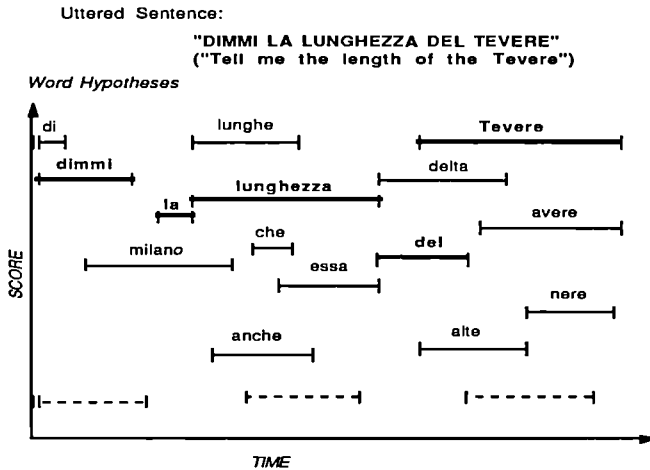 Uttered Sentence:
"DIMMI LA LUNGHEZZA DEL TEVERE"
("Tell me the length of the Tevere")
Word Hypotheses
di
lunghe
Tevere
dimmi
lunghezza
delta
la
avere
milano
che
del
essa
nere
anche
alte
SCORE
TIME